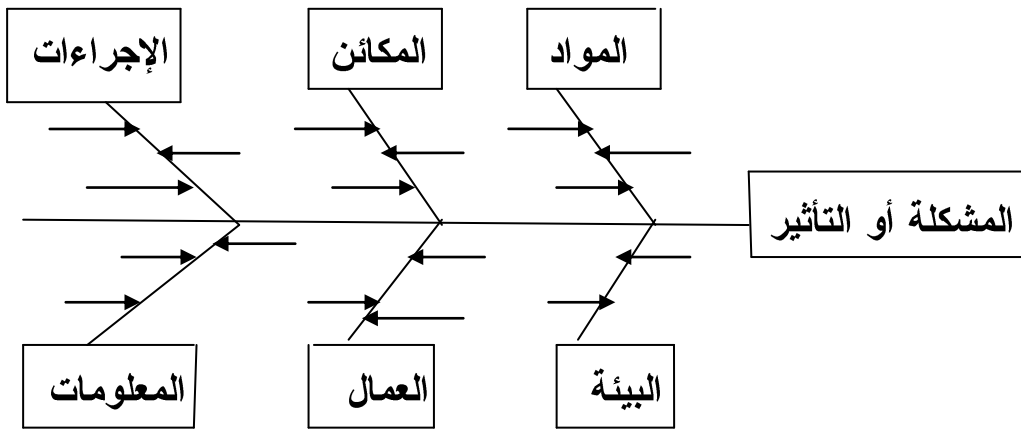 المواد
المكائن
الإجراءات
المشكلة أو التأثير
البيئة
العمال
المعلومات